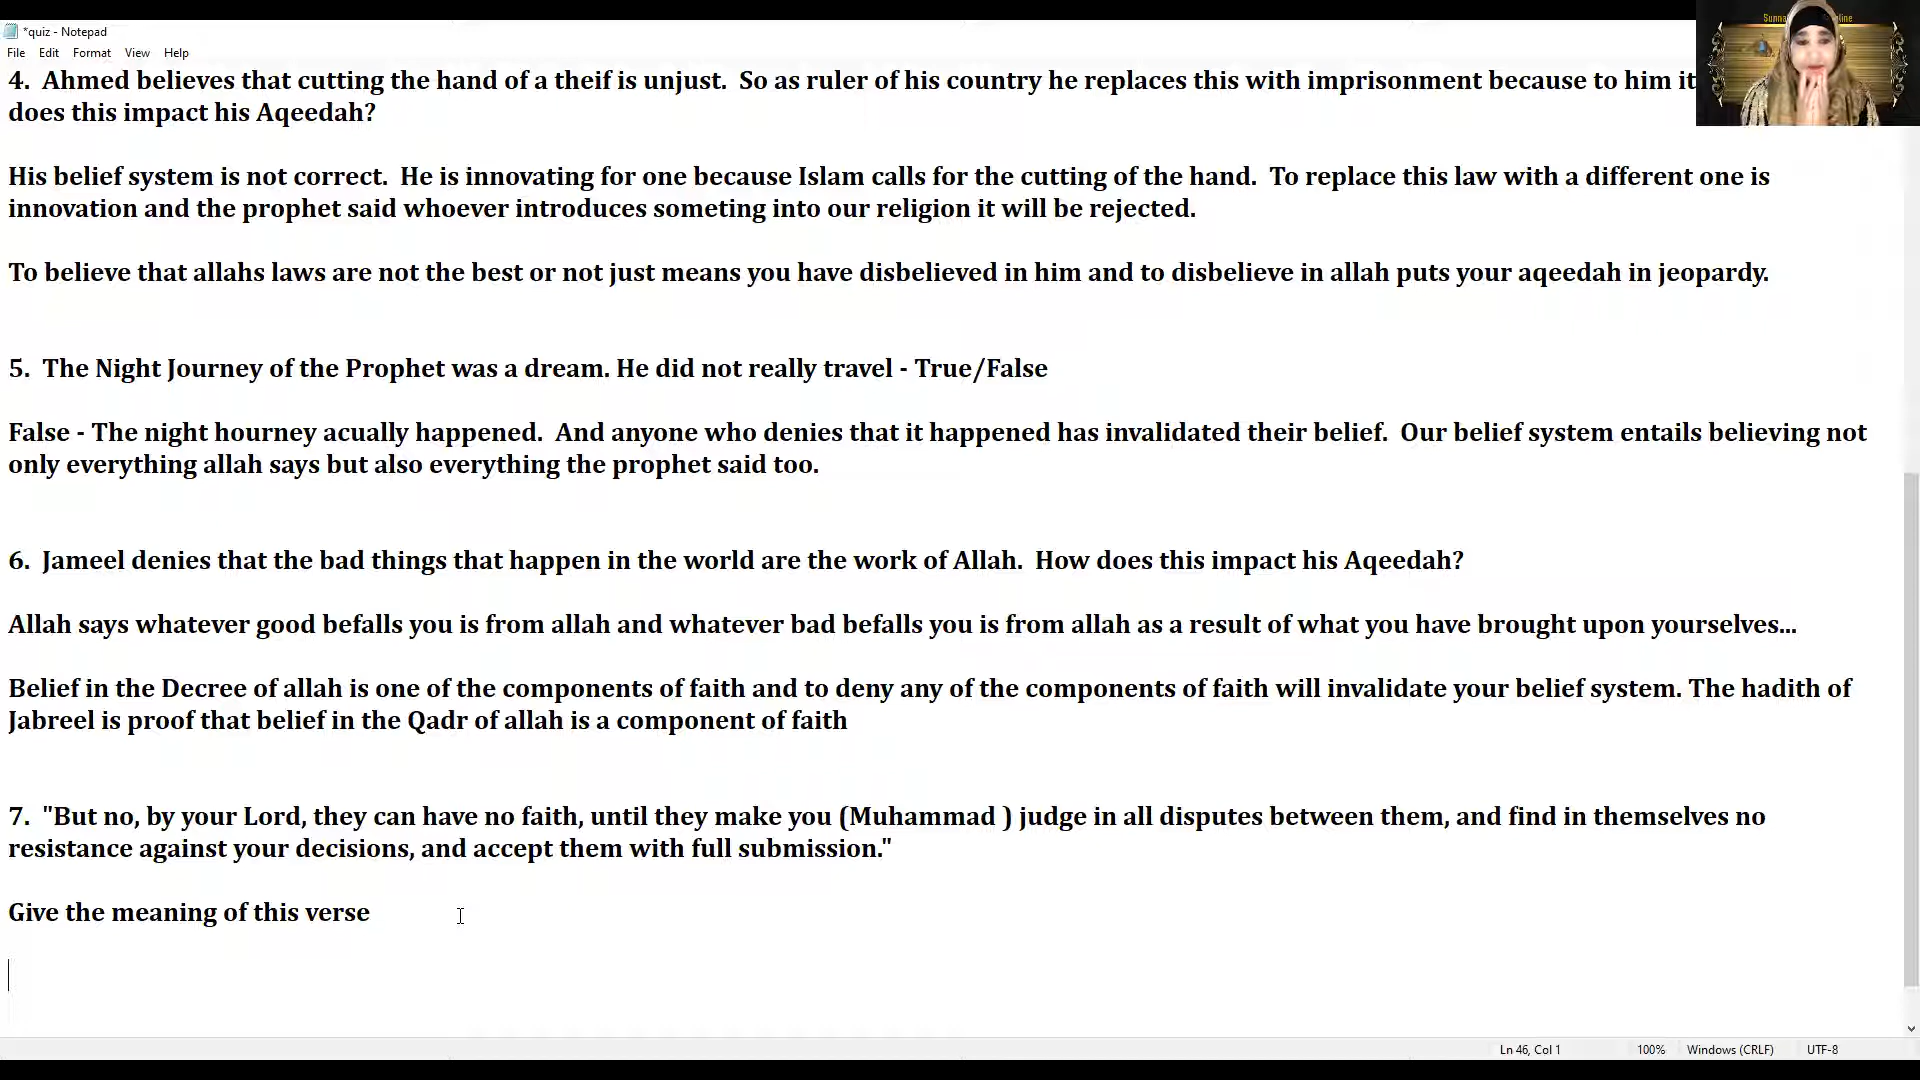 *quiz - Notepad
File Edit Format View Help
4.  Ahmed believes that cutting the hand of a theif is unjust.  So as ruler of his country he replaces this with imprisonment because to him it
does this impact his Aqeedah?
His belief system is not correct.  He is innovating for one because Islam calls for the cutting of the hand.  To replace this law with a different one is
innovation and the prophet said whoever introduces someting into our religion it will be rejected.
To believe that allahs laws are not the best or not just means you have disbelieved in him and to disbelieve in allah puts your aqeedah in jeopardy.
5.  The Night Journey of the Prophet was a dream. He did not really travel - True/False
False - The night hourney acually happened.  And anyone who denies that it happened has invalidated their belief.  Our belief system entails believing not
only everything allah says but also everything the prophet said too.
6.  Jameel denies that the bad things that happen in the world are the work of Allah.  How does this impact his Aqeedah?
Allah says whatever good befalls you is from allah and whatever bad befalls you is from allah as a result of what you have brought upon yourselves...
Belief in the Decree of allah is one of the components of faith and to deny any of the components of faith will invalidate your belief system. The hadith of
Jabreel is proof that belief in the Qadr of allah is a component of faith
7.  "But no, by your Lord, they can have no faith, until they make you (Muhammad ) judge in all disputes between them, and find in themselves no
resistance against your decisions, and accept them with full submission."
Give the meaning of this verse
Ln 46, Col 1 100% Windows (CRLF) UTF-8